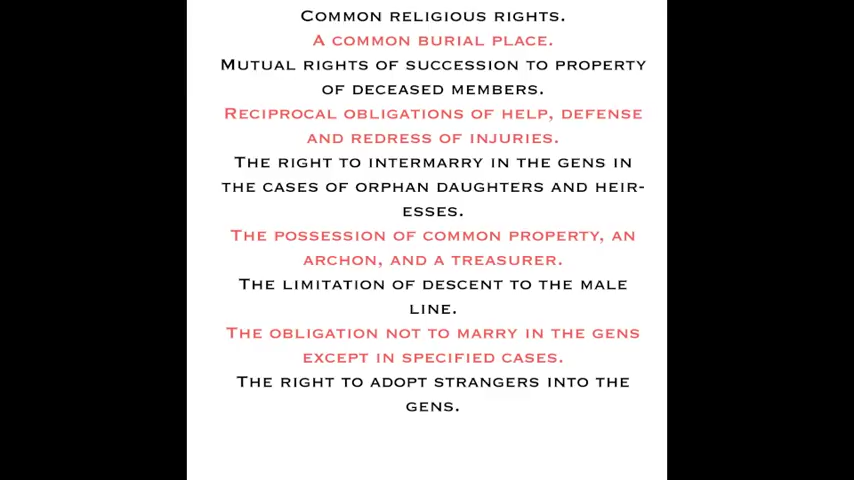 Common religious rights.
A common burial place.
Mutual rights of succession to property
of deceased members.
Reciprocal obligations of help, defense
and redress of injuries.
The right to intermarry in the gens in
the cases of orphan daughters and heir-
esses.
The possession of common property, an
archon, and a treasurer.
The limitation of descent to the male
line.
The obligation not to marry in the gens
except in specified cases.
The right to adopt strangers into the
gens.